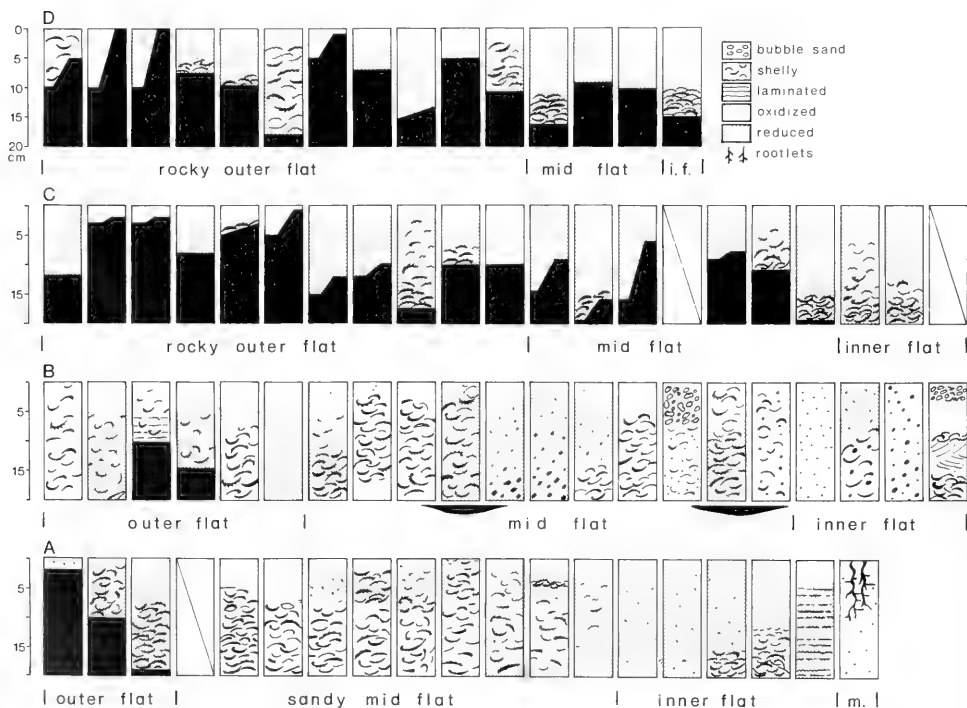 D
0
5
10
15
20
cm
bubble sand
shelly
laminated
oxidized
reduced
rootlets
rocky outer flat
mid flat
i.f.
C
5
15
rocky outer flat
mid flat
inner flat
B
5
15
outer flat
mid flat
inner flat
A
5
15
outer flat
sandy mid flat
inner flat
m.